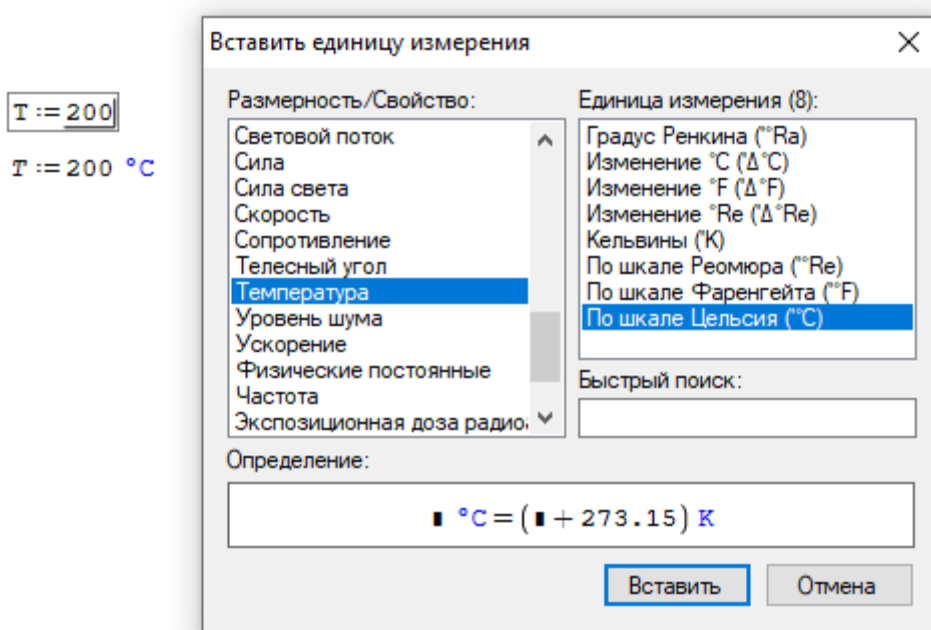 Вставить единицу измерения
T := 200
T := 200 °C
Размерность/Свойство:
Световой поток
Сила
Сила света
Скорость
Сопротивление
Телесный угол
Температура
Уровень шума
Ускорение
Физические постоянные
Частота
Экспозиционная доза радио
Единица измерения (8):
Градус Ренкина (˚°Ra)
Изменение ℃ (˚Δ℃)
Изменение °F (˚Δ°F)
Изменение °Re (˚Δ°Re)
Кельвины (˚K)
По шкале Реомюра (˚°Re)
По шкале Фаренгейта (˚°F)
По шкале Цельсия (˚℃)
Быстрый поиск:
Определение:
▮ °C = (▮ + 273.15) K
Вставить
Отмена